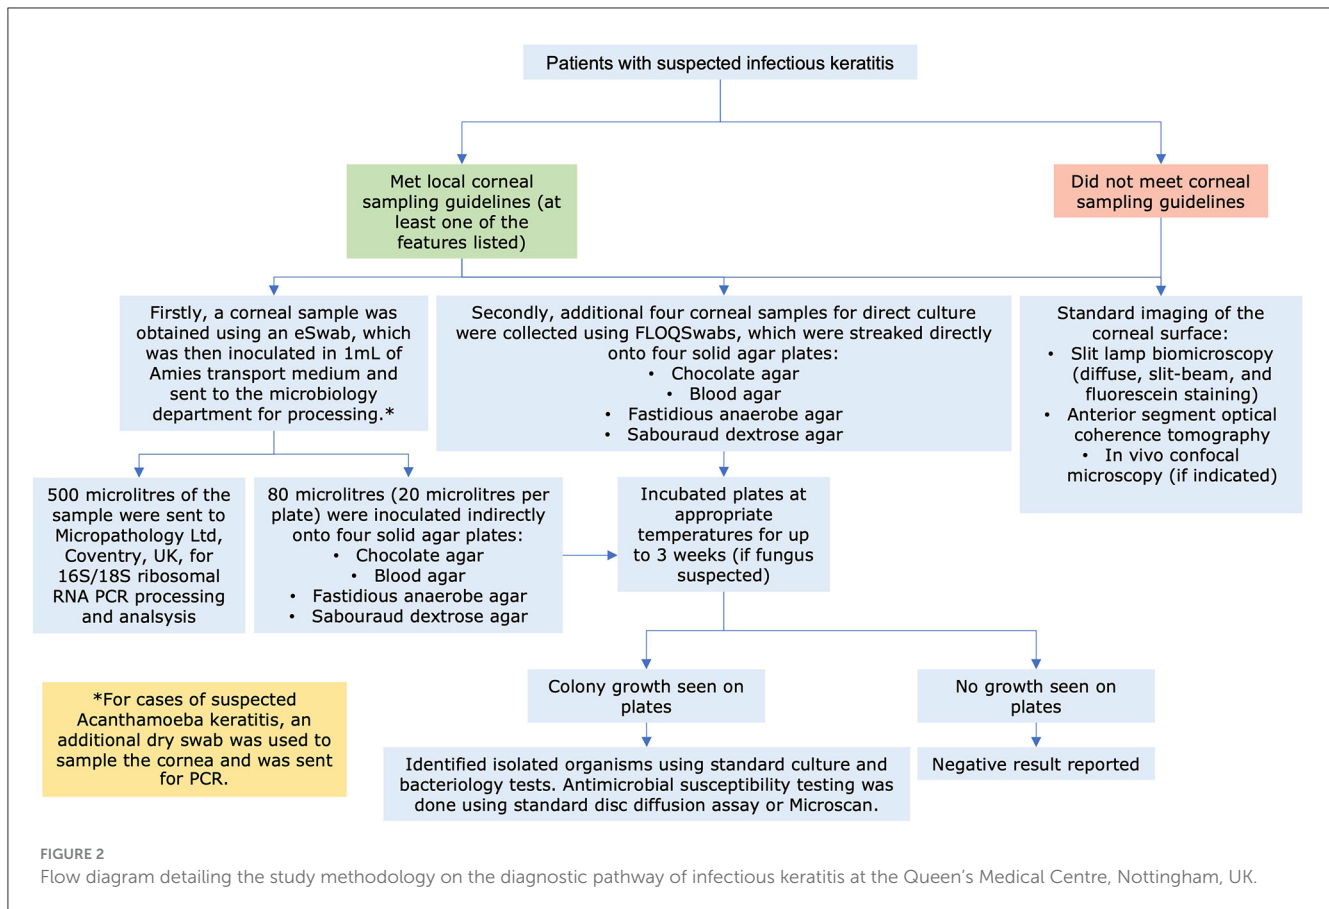 Patients with suspected infectious keratitis
Met local corneal
sampling guidelines (at
least one of the
features listed)
Did not meet corneal
sampling guidelines
Firstly, a corneal sample was
obtained using an eSwab, which
was then inoculated in 1mL of
Amies transport medium and
sent to the microbiology
department for processing.*
Secondly, additional four corneal samples for direct culture
were collected using FLOQSwabs, which were streaked directly
onto four solid agar plates:
• Chocolate agar
• Blood agar
• Fastidious anaerobe agar
• Sabouraud dextrose agar
Standard imaging of the
corneal surface:
• Slit lamp biomicroscopy
(diffuse, slit-beam, and
fluorescein staining)
• Anterior segment optical
coherence tomography
• In vivo confocal
microscopy (if indicated)
500 microlitres of the
sample were sent to
Micropathology Ltd,
Coventry, UK, for
16S/18S ribosomal
RNA PCR processing
and analsysis
80 microlitres (20 microlitres per
plate) were inoculated indirectly
onto four solid agar plates:
• Chocolate agar
• Blood agar
• Fastidious anaerobe agar
• Sabouraud dextrose agar
Incubated plates at
appropriate
temperatures for up
to 3 weeks (if fungus
suspected)
Colony growth seen on
plates
No growth seen on
plates
*For cases of suspected
Acanthamoeba keratitis, an
additional dry swab was used to
sample the cornea and was sent
for PCR.
Identified isolated organisms using standard culture and
bacteriology tests. Antimicrobial susceptibility testing was
done using standard disc diffusion assay or Microscan.
Negative result reported
FIGURE 2
Flow diagram detailing the study methodology on the diagnostic pathway of infectious keratitis at the Queen's Medical Centre, Nottingham, UK.